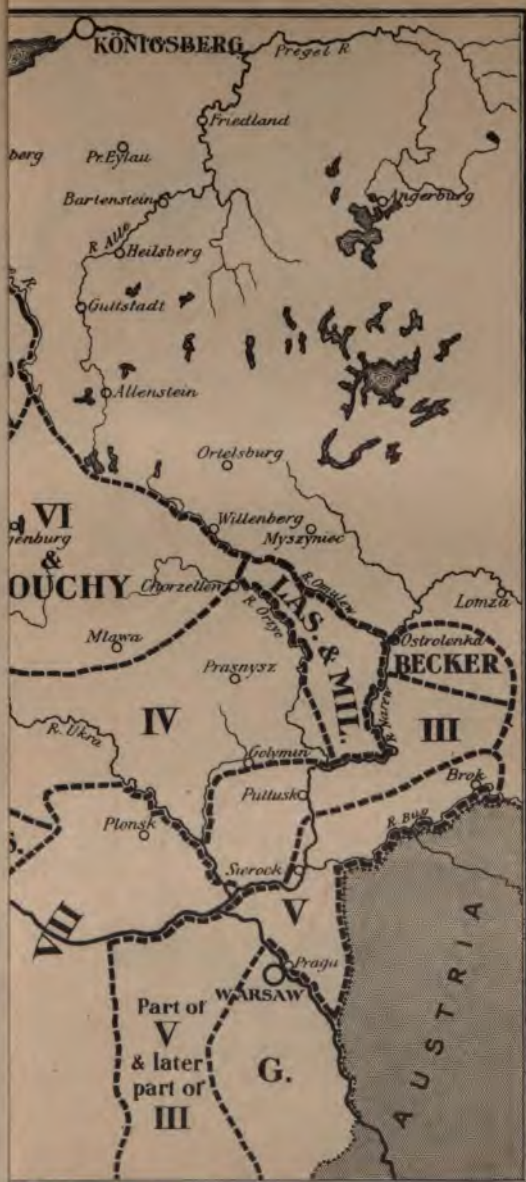 KÖNIGSBERG
Pregel R
Friedland
berg
Pr. Eylau
Bartenstein
Angerburg
R Alle
Heilsberg
Guttstadt
Allenstein
Ortelsburg
VI
Willenberg
genburg
Myszyniec
&
OUCHY
Chorzellen
R. Omulew
LAS. & MIL.
R. Orzyc
Lomza
Mlawa
Ostrolenka
BECKER
Prasnysz
IV
R. Narew
III
R. Ukra
Golymin
Brok
Pultusk
Plonsk
R. Bug
S.
Sierock
VII
V
Praga
WARSAW
AUSTRIA
Part of
V
& later
part of
III
G.